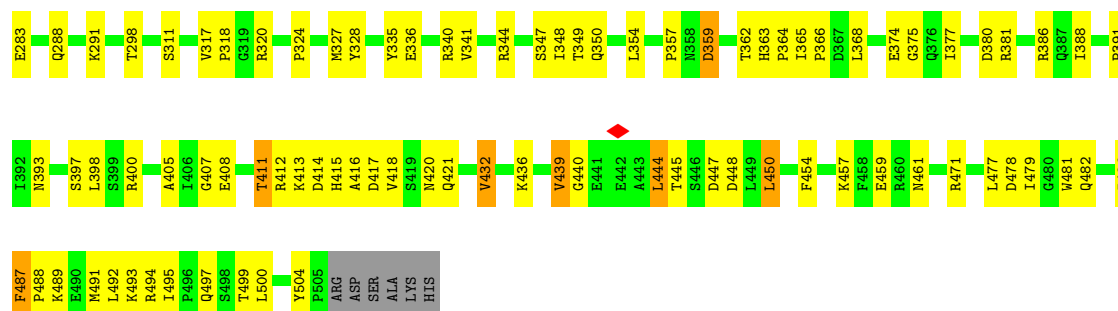 E283 Q288 K291 T298 S311 V317 P318 G319 R320 P324 M327 Y328 Y335 E336 R340 V341 R344 S347 I348 T349 Q350 L354 P357 N358 D359 T362 H363 P364 I365 P366 D367 L368 E374 G375 Q376 I377 D380 R381 R386 Q387 I388
I392 N393 S397 L398 S399 R400 A405 I406 G407 E408 T411 R412 K413 D414 H415 A416 D417 V418 S419 N420 Q421 V432 K436 V439 G440 E441 E442 A443 L444 T445 S446 D447 D448 L449 L450 F454 K457 F458 E459 R460 N461 R471 L477 D478 I479 G480 W481 Q482
F487 P488 K489 E490 M491 L492 K493 R494 I495 P496 Q497 S498 T499 L500 Y504 P505 ARG ASP SER ALA LYS HIS